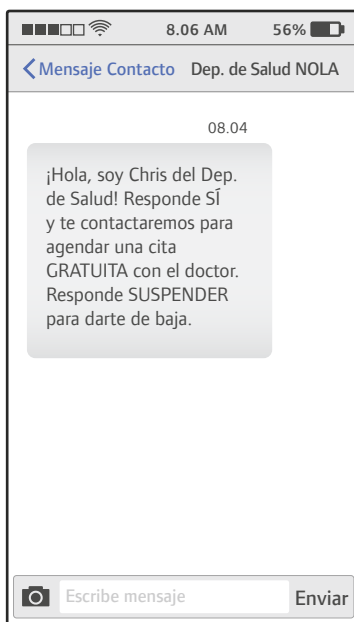 8.06 AM 56%
Mensaje Contacto Dep. de Salud NOLA
08.04
¡Hola, soy Chris del Dep.
de Salud! Responde SÍ
y te contactaremos para
agendar una cita
GRATUITA con el doctor.
Responde SUSPENDER
para darte de baja.
Escribe mensaje Enviar